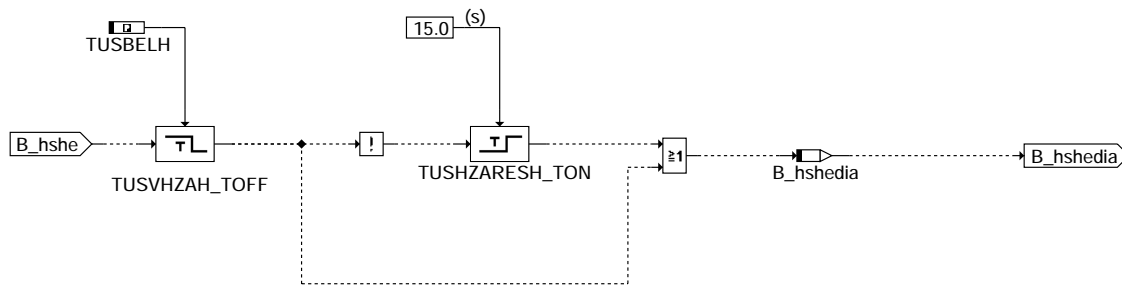 TUSBELH
15.0 (s)
B_hshe
T
TUSVHZAH_TOFF
!
T
TUSHZARESH_TON
≥1
B_hshedia
B_hshedia